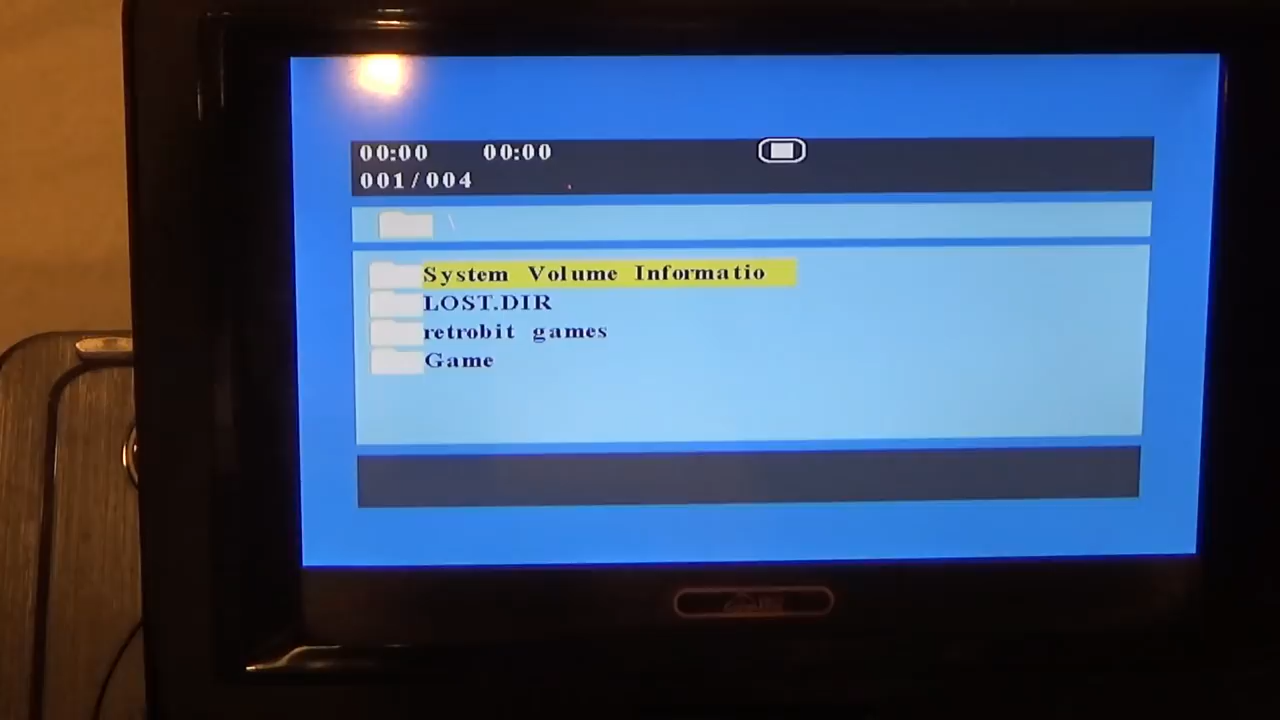 00:00 00:00
001/004
\
System Volume Informatio
LOST.DIR
retrobit games
Game